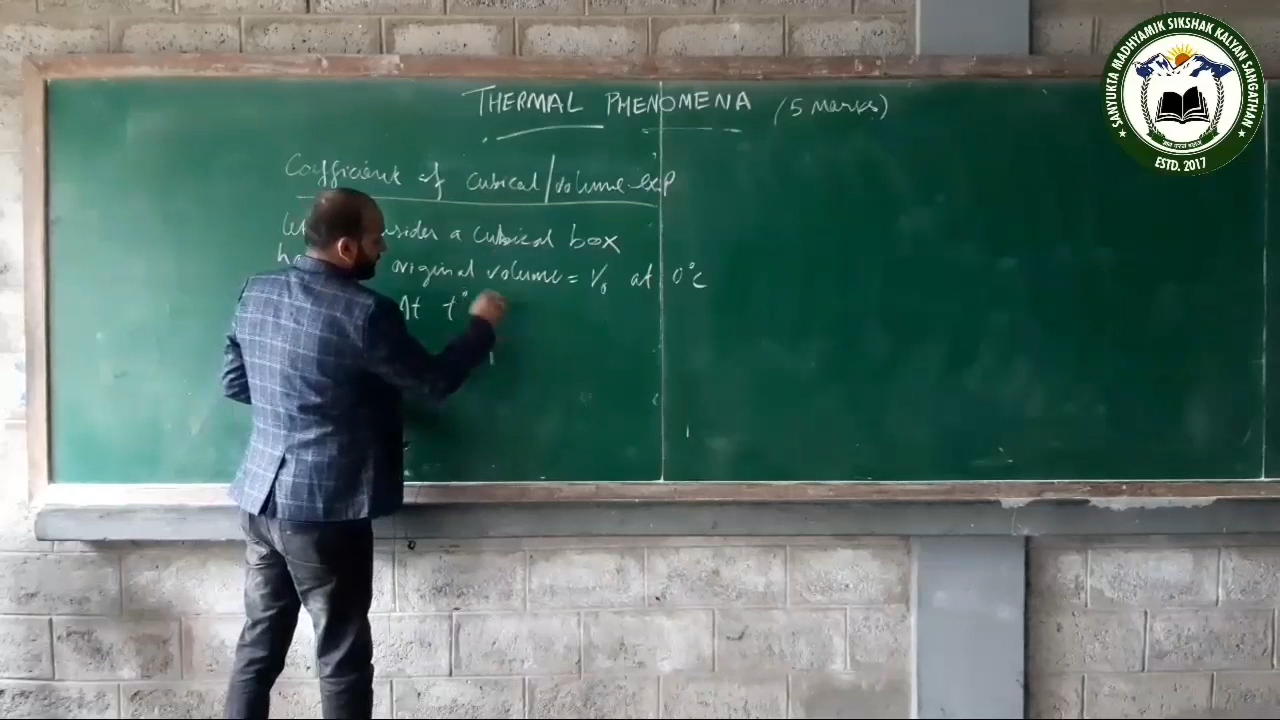 THERMAL PHENOMENA (5 Marks)
Coefficient of cubical/volume exp
consider a cubical box
original volume = V₀ at 0°C
At t°
SANYUKTA MADHYAMIK SIKSHAK KALYAN SANGATHAN
ESTD. 2017